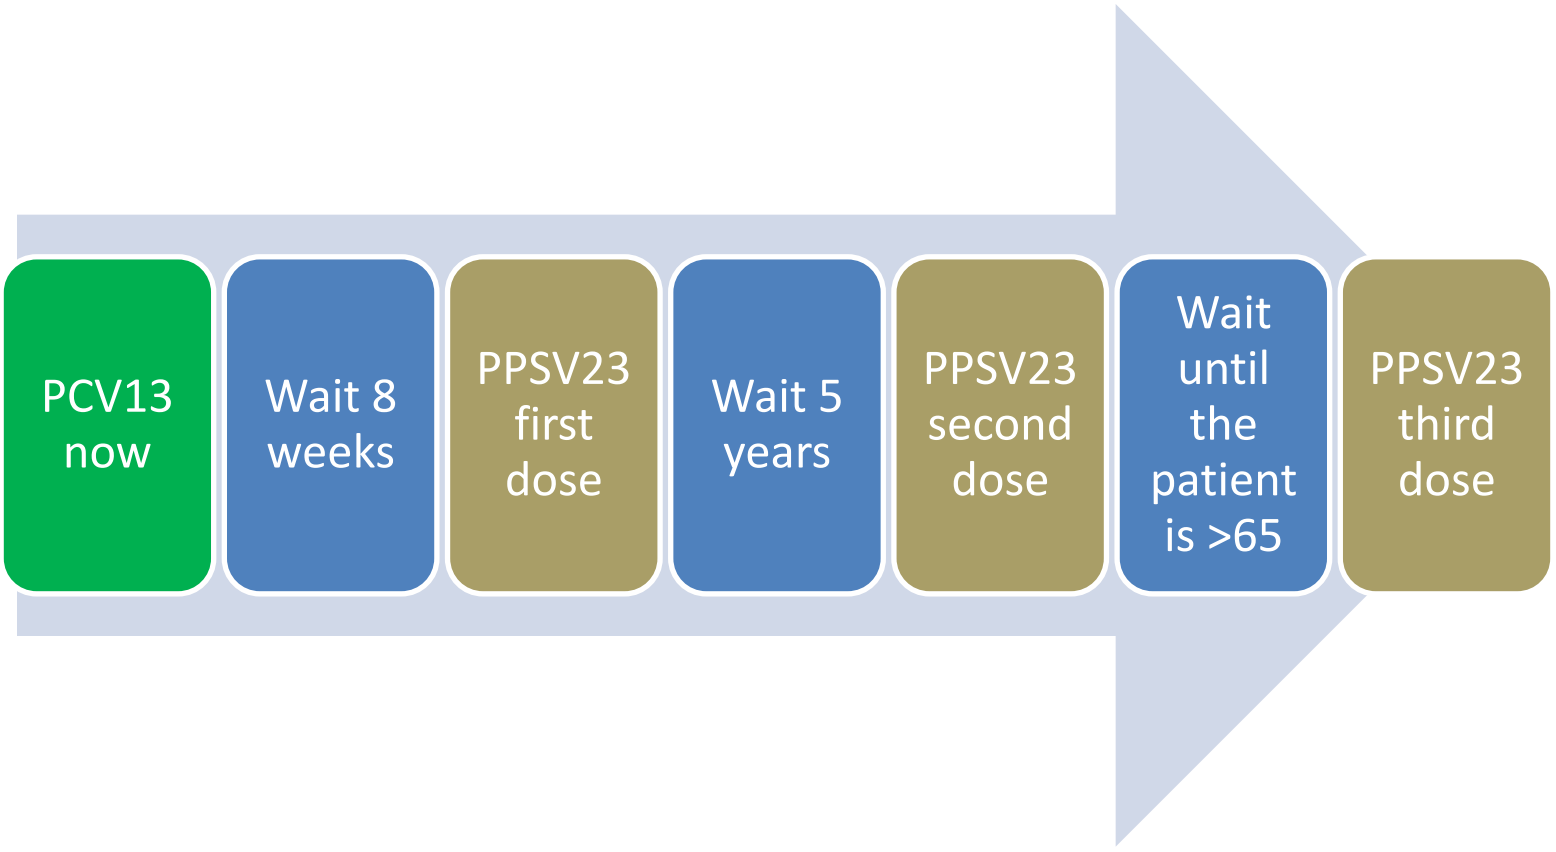 PCV13
now
Wait 8
weeks
PPSV23
first
dose
Wait 5
years
PPSV23
second
dose
Wait
until
the
patient
is >65
PPSV23
third
dose